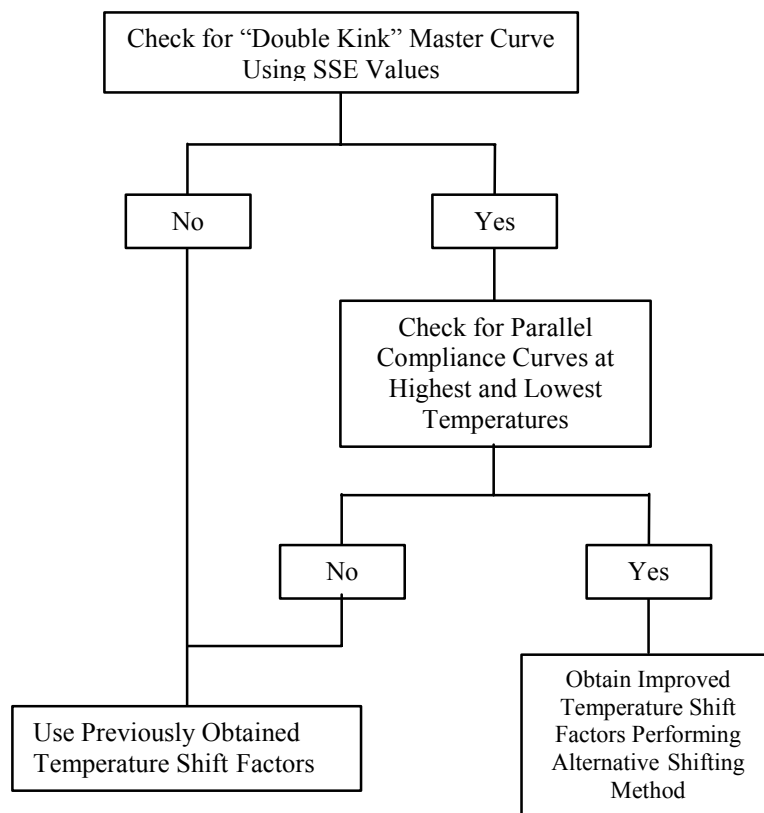 Check for “Double Kink” Master Curve
Using SSE Values
No
Yes
Check for Parallel
Compliance Curves at
Highest and Lowest
Temperatures
No
Yes
Use Previously Obtained
Temperature Shift Factors
Obtain Improved
Temperature Shift
Factors Performing
Alternative Shifting
Method